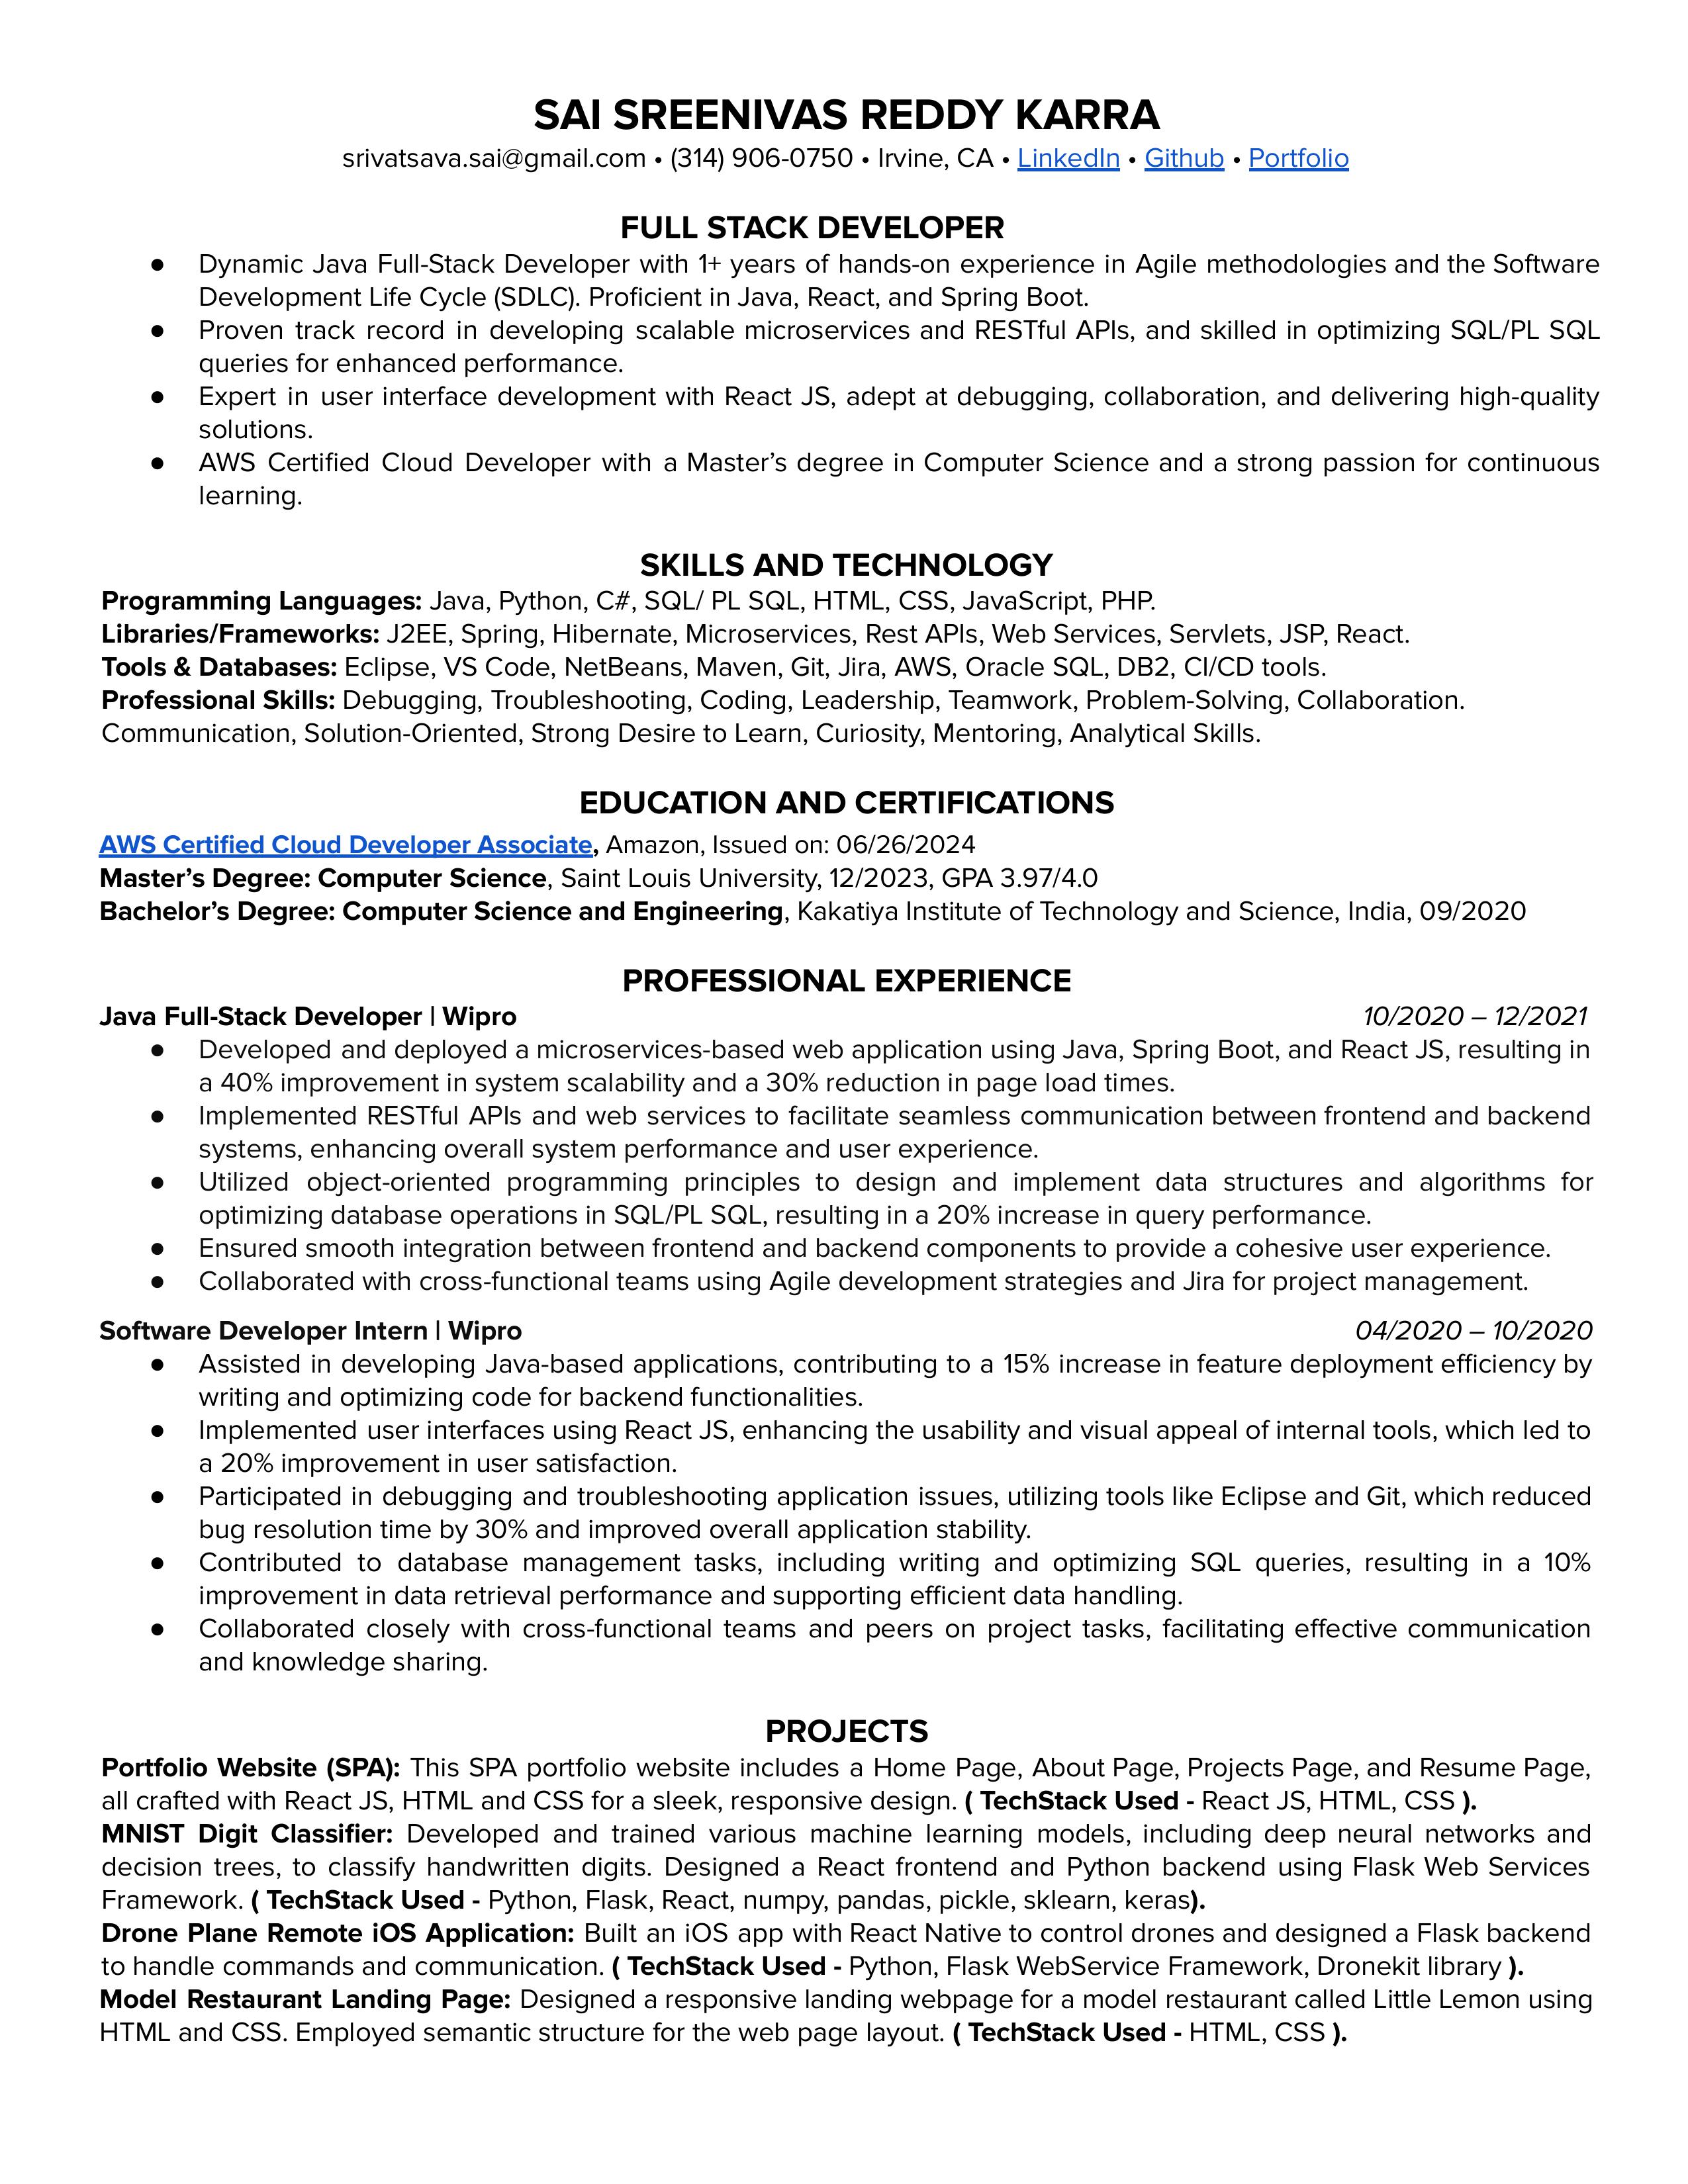 SAI SREENIVAS REDDY KARRA
srivatsava.sai@gmail.com • (314) 906-0750 • Irvine, CA • LinkedIn • Github • Portfolio
FULL STACK DEVELOPER
● Dynamic Java Full-Stack Developer with 1+ years of hands-on experience in Agile methodologies and the Software
Development Life Cycle (SDLC). Proficient in Java, React, and Spring Boot.
● Proven track record in developing scalable microservices and RESTful APIs, and skilled in optimizing SQL/PL SQL
queries for enhanced performance.
● Expert in user interface development with React JS, adept at debugging, collaboration, and delivering high-quality
solutions.
● AWS Certified Cloud Developer with a Master’s degree in Computer Science and a strong passion for continuous
learning.
SKILLS AND TECHNOLOGY
Programming Languages: Java, Python, C#, SQL/ PL SQL, HTML, CSS, JavaScript, PHP.
Libraries/Frameworks: J2EE, Spring, Hibernate, Microservices, Rest APIs, Web Services, Servlets, JSP, React.
Tools & Databases: Eclipse, VS Code, NetBeans, Maven, Git, Jira, AWS, Oracle SQL, DB2, CI/CD tools.
Professional Skills: Debugging, Troubleshooting, Coding, Leadership, Teamwork, Problem-Solving, Collaboration.
Communication, Solution-Oriented, Strong Desire to Learn, Curiosity, Mentoring, Analytical Skills.
EDUCATION AND CERTIFICATIONS
AWS Certified Cloud Developer Associate, Amazon, Issued on: 06/26/2024
Master’s Degree: Computer Science, Saint Louis University, 12/2023, GPA 3.97/4.0
Bachelor’s Degree: Computer Science and Engineering, Kakatiya Institute of Technology and Science, India, 09/2020
PROFESSIONAL EXPERIENCE
Java Full-Stack Developer | Wipro 10/2020 – 12/2021
● Developed and deployed a microservices-based web application using Java, Spring Boot, and React JS, resulting in
a 40% improvement in system scalability and a 30% reduction in page load times.
● Implemented RESTful APIs and web services to facilitate seamless communication between frontend and backend
systems, enhancing overall system performance and user experience.
● Utilized object-oriented programming principles to design and implement data structures and algorithms for
optimizing database operations in SQL/PL SQL, resulting in a 20% increase in query performance.
● Ensured smooth integration between frontend and backend components to provide a cohesive user experience.
● Collaborated with cross-functional teams using Agile development strategies and Jira for project management.
Software Developer Intern | Wipro 04/2020 – 10/2020
● Assisted in developing Java-based applications, contributing to a 15% increase in feature deployment efficiency by
writing and optimizing code for backend functionalities.
● Implemented user interfaces using React JS, enhancing the usability and visual appeal of internal tools, which led to
a 20% improvement in user satisfaction.
● Participated in debugging and troubleshooting application issues, utilizing tools like Eclipse and Git, which reduced
bug resolution time by 30% and improved overall application stability.
● Contributed to database management tasks, including writing and optimizing SQL queries, resulting in a 10%
improvement in data retrieval performance and supporting efficient data handling.
● Collaborated closely with cross-functional teams and peers on project tasks, facilitating effective communication
and knowledge sharing.
PROJECTS
Portfolio Website (SPA): This SPA portfolio website includes a Home Page, About Page, Projects Page, and Resume Page,
all crafted with React JS, HTML and CSS for a sleek, responsive design. ( TechStack Used - React JS, HTML, CSS ).
MNIST Digit Classifier: Developed and trained various machine learning models, including deep neural networks and
decision trees, to classify handwritten digits. Designed a React frontend and Python backend using Flask Web Services
Framework. ( TechStack Used - Python, Flask, React, numpy, pandas, pickle, sklearn, keras).
Drone Plane Remote iOS Application: Built an iOS app with React Native to control drones and designed a Flask backend
to handle commands and communication. ( TechStack Used - Python, Flask WebService Framework, Dronekit library ).
Model Restaurant Landing Page: Designed a responsive landing webpage for a model restaurant called Little Lemon using
HTML and CSS. Employed semantic structure for the web page layout. ( TechStack Used - HTML, CSS ).